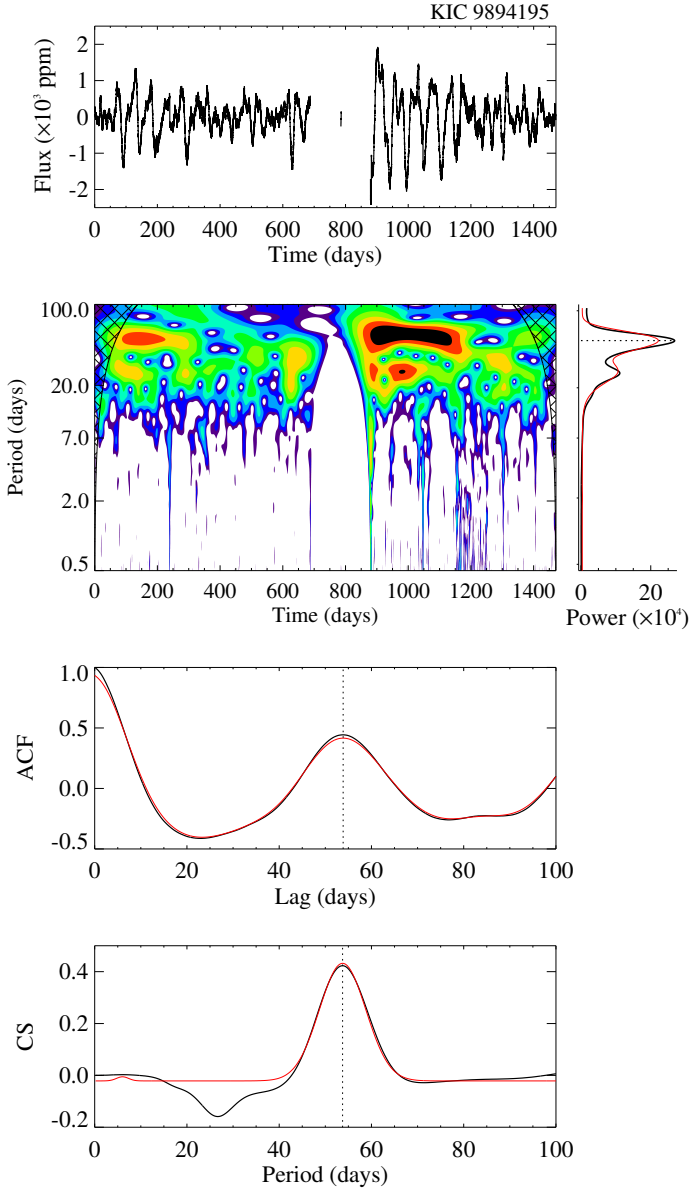 KIC 9894195
Flux (×10³ ppm)
2
1
0
-1
-2
0 200 400 600 800 1000 1200 1400
Time (days)
Period (days)
100.0
20.0
7.0
2.0
0.5
0 200 400 600 800 1000 1200 1400
Time (days)
0 20
Power (×10⁴)
ACF
1.0
0.5
0.0
-0.5
0 20 40 60 80 100
Lag (days)
CS
0.4
0.2
0.0
-0.2
0 20 40 60 80 100
Period (days)